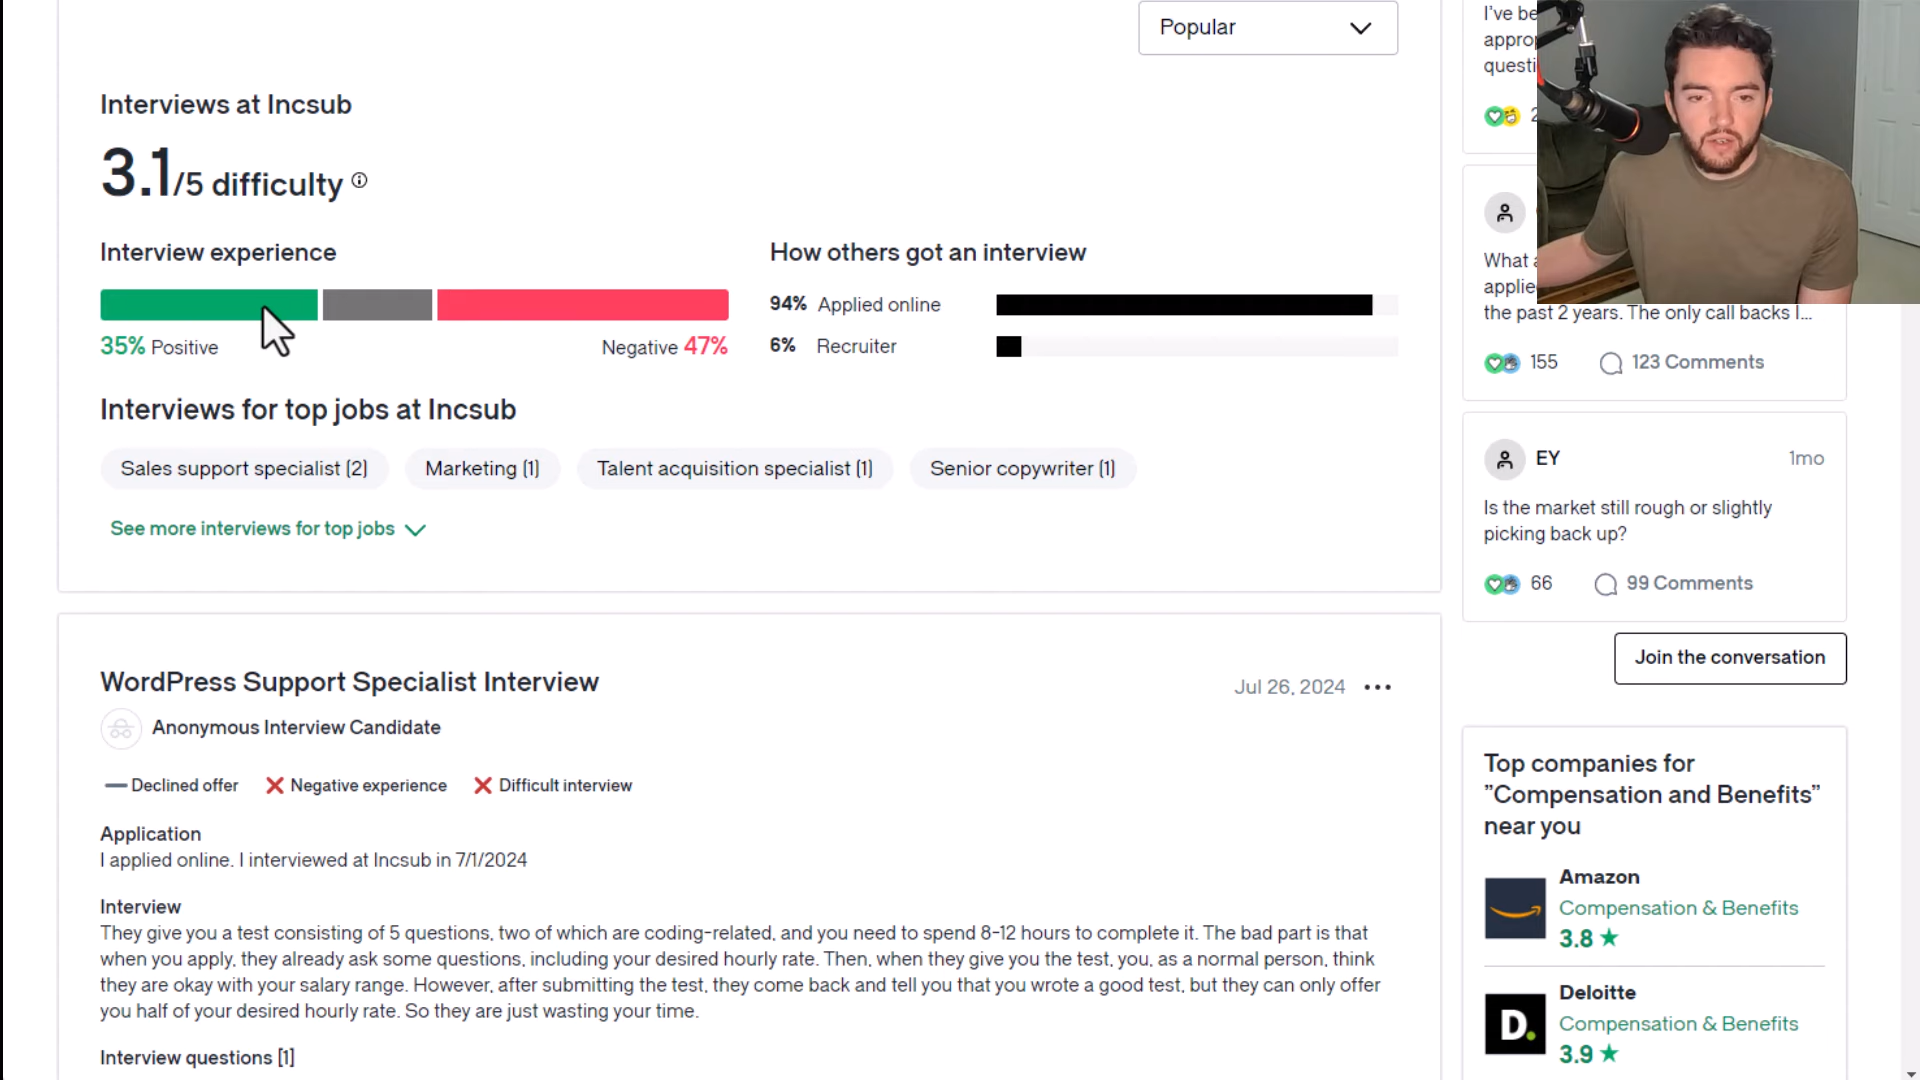 Popular
Interviews at Incsub
3.1/5 difficulty
Interview experience
35% Positive
Negative 47%
How others got an interview
94% Applied online
6% Recruiter
Interviews for top jobs at Incsub
Sales support specialist (2)
Marketing (1)
Talent acquisition specialist (1)
Senior copywriter (1)
See more interviews for top jobs
WordPress Support Specialist Interview
Jul 26, 2024
Anonymous Interview Candidate
Declined offer
Negative experience
Difficult interview
Application
I applied online. I interviewed at Incsub in 7/1/2024
Interview
They give you a test consisting of 5 questions, two of which are coding-related, and you need to spend 8-12 hours to complete it. The bad part is that
when you apply, they already ask some questions, including your desired hourly rate. Then, when they give you the test, you, as a normal person, think
they are okay with your salary range. However, after submitting the test, they come back and tell you that you wrote a good test, but they can only offer
you half of your desired hourly rate. So they are just wasting your time.
Interview questions [1]
I've be
appro
questi
2
What
applie
the past 2 years. The only call backs I...
155
123 Comments
EY
1mo
Is the market still rough or slightly
picking back up?
66
99 Comments
Join the conversation
Top companies for
"Compensation and Benefits"
near you
Amazon
Compensation & Benefits
3.8
D.
Deloitte
Compensation & Benefits
3.9